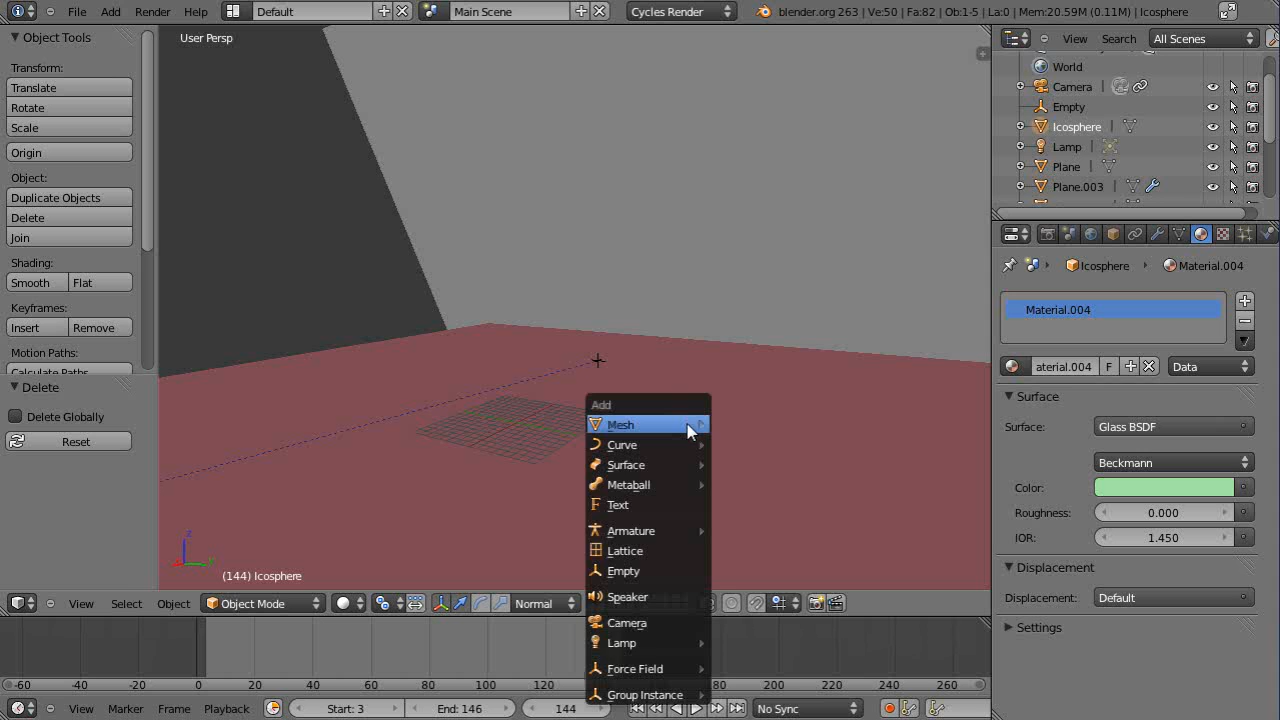 File Add Render Help Default Main Scene Cycles Render blender.org 263 | Ve:50 | Fa:82 | Ob:1-5 | La:0 | Mem:20.59M (0.11M) | Icosphere
Object Tools
Transform:
Translate
Rotate
Scale
Origin
Object:
Duplicate Objects
Delete
Join
Shading:
Smooth Flat
Keyframes:
Insert Remove
Motion Paths:
Calculate Paths
Delete
Delete Globally
Reset
User Persp
z
(144) Icosphere
Add
Mesh
Curve
Surface
Metaball
Text
Armature
Lattice
Empty
Speaker
Camera
Lamp
Force Field
Group Instance
View Select Object Object Mode Normal
-60 -40 -20 0 20 40 60 80 100 120 200 220 240 260
View Marker Frame Playback Start: 3 End: 146 144 No Sync
View Search All Scenes
World
Camera
Empty
Icosphere
Lamp
Plane
Plane.003
Icosphere Material.004
Material.004
aterial.004 F Data
Surface
Surface: Glass BSDF
Beckmann
Color:
Roughness: 0.000
IOR: 1.450
Displacement
Displacement: Default
Settings